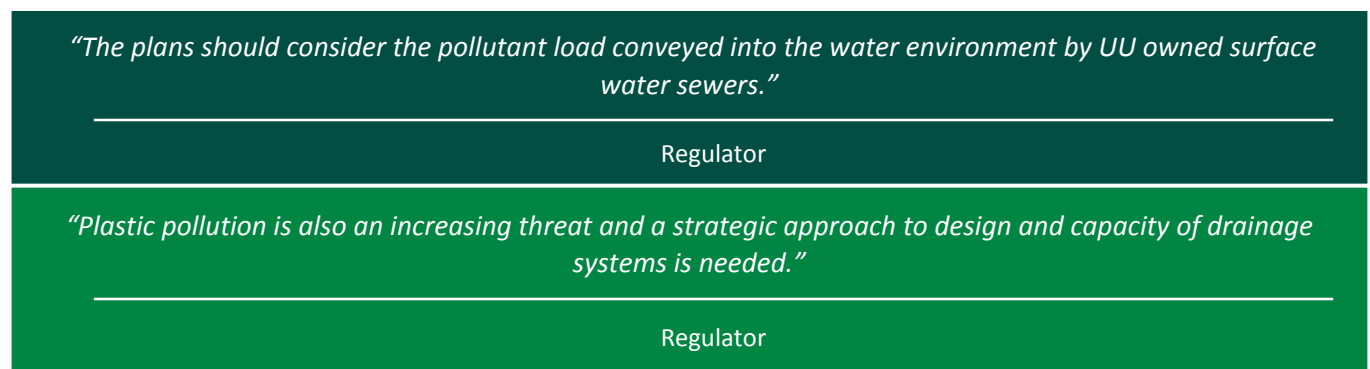 “The plans should consider the pollutant load conveyed into the water environment by UU owned surface
water sewers.”
Regulator
“Plastic pollution is also an increasing threat and a strategic approach to design and capacity of drainage
systems is needed.”
Regulator